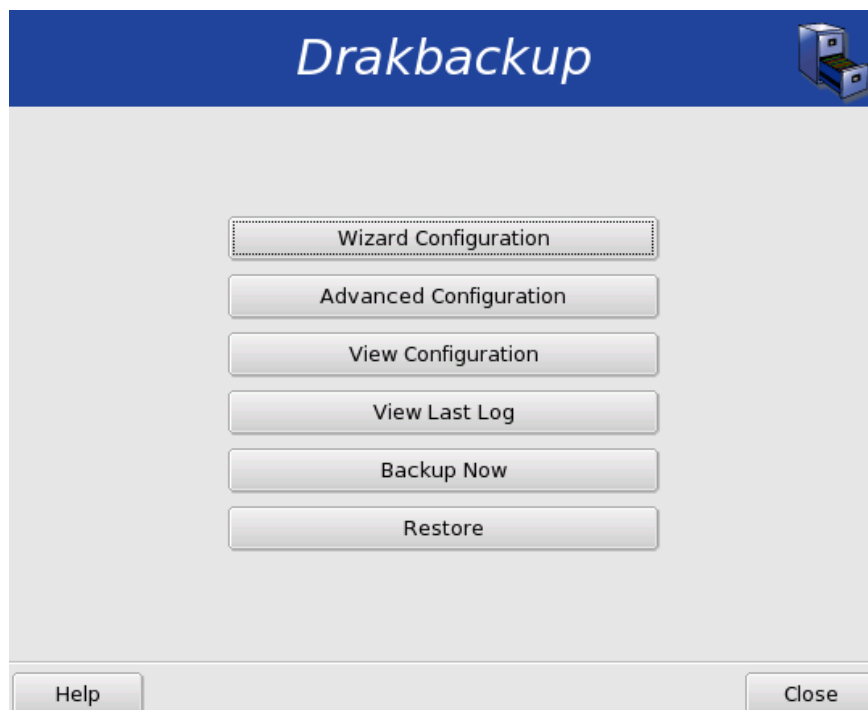 Drakbackup
Wizard Configuration
Advanced Configuration
View Configuration
View Last Log
Backup Now
Restore
Help
Close